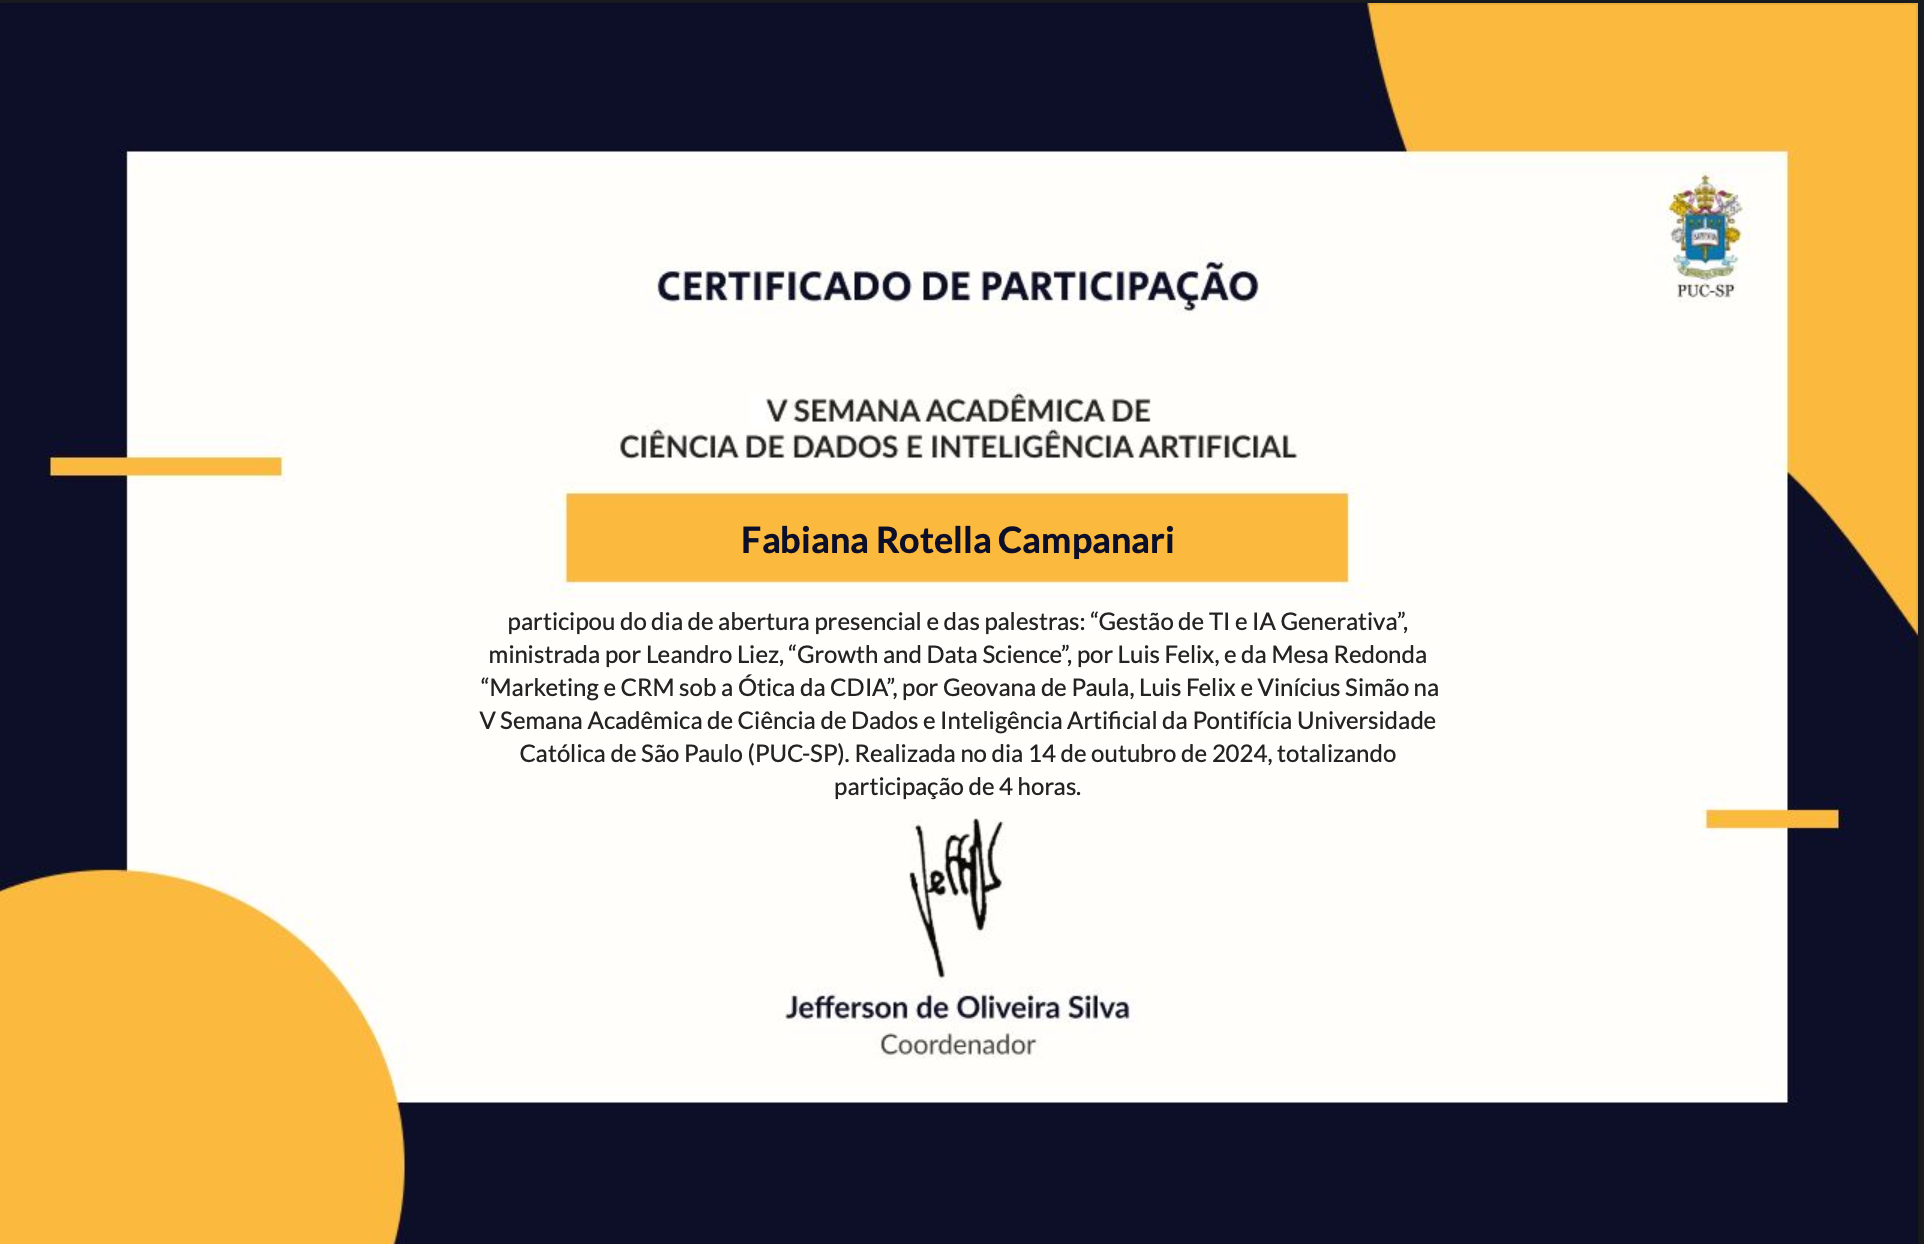 PUC-SP
CERTIFICADO DE PARTICIPAÇÃO
V SEMANA ACADÊMICA DE
CIÊNCIA DE DADOS E INTELIGÊNCIA ARTIFICIAL
Fabiana Rotella Campanari
participou do dia de abertura presencial e das palestras: “Gestão de TI e IA Generativa”,
ministrada por Leandro Liez, “Growth and Data Science”, por Luis Felix, e da Mesa Redonda
“Marketing e CRM sob a Ótica da CDIA”, por Geovana de Paula, Luis Felix e Vinícius Simão na
V Semana Acadêmica de Ciência de Dados e Inteligência Artificial da Pontifícia Universidade
Católica de São Paulo (PUC-SP). Realizada no dia 14 de outubro de 2024, totalizando
participação de 4 horas.
Jefferson de Oliveira Silva
Coordenador